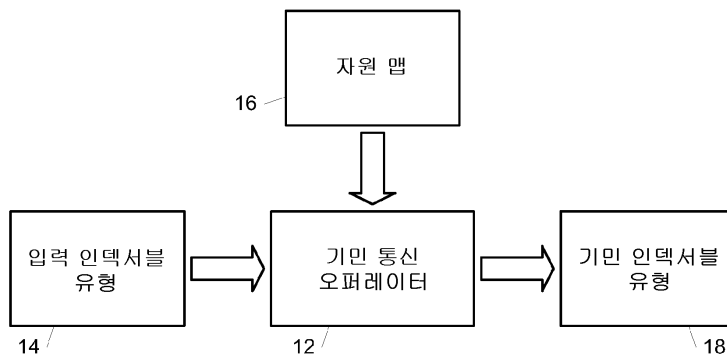 자원 맵
16
입력 인덱서블
유형
14
기민 통신
오퍼레이터
12
기민 인덱서블
유형
18